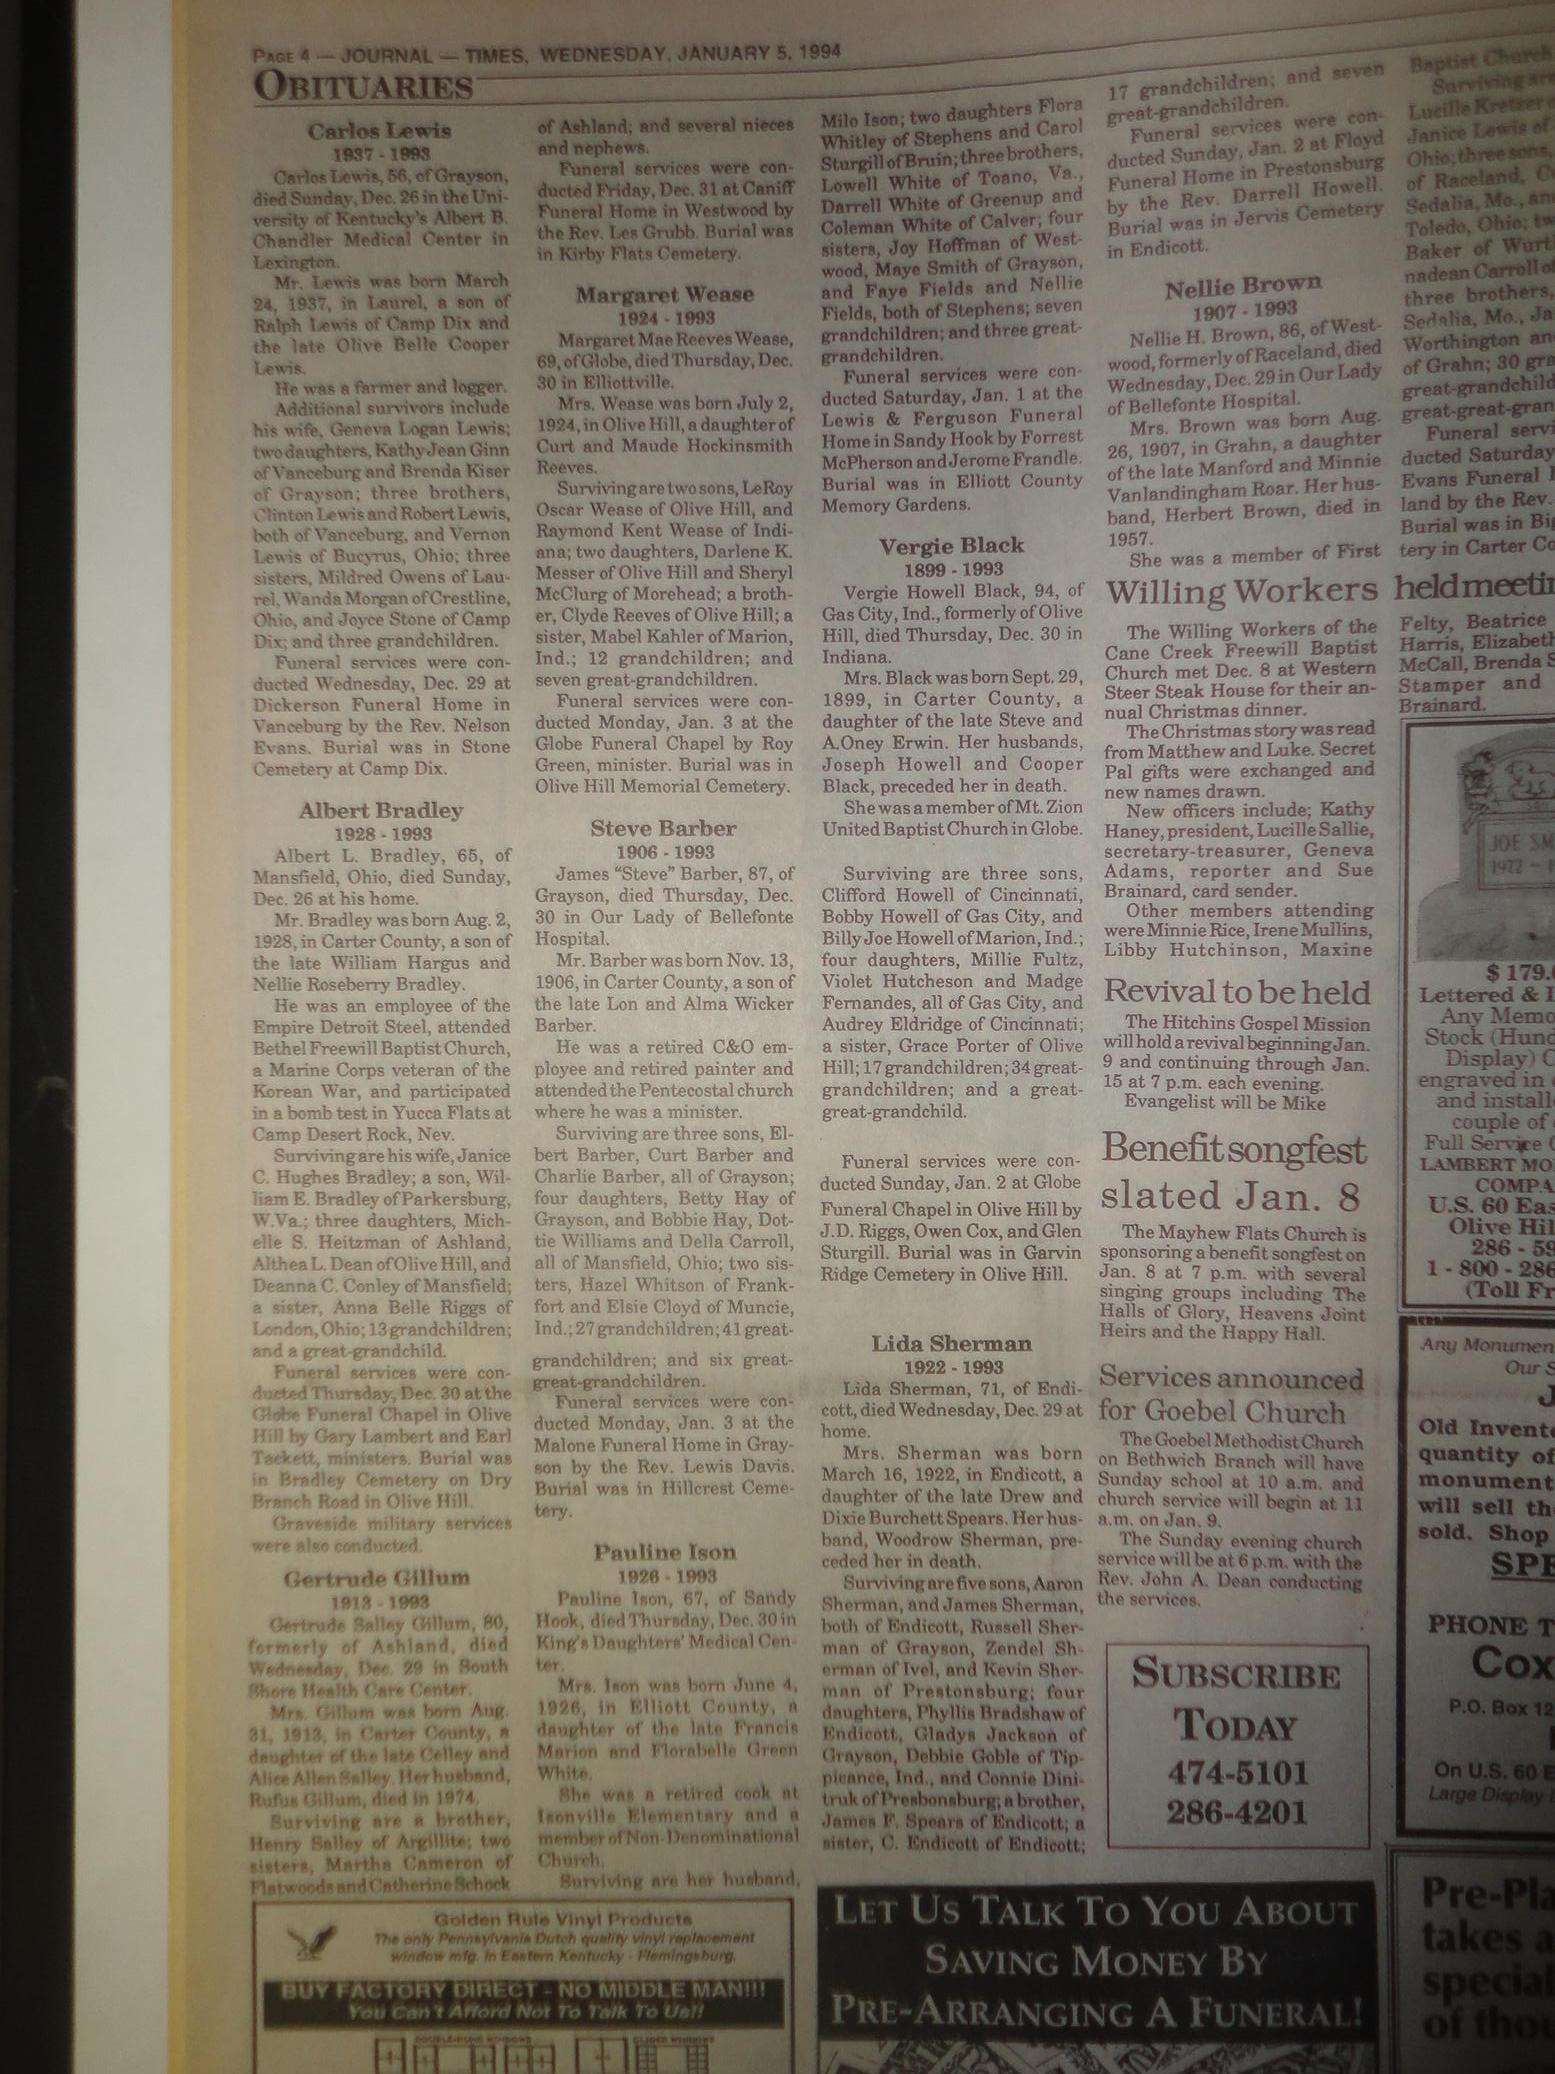 PAGE 4 — JOURNAL — TIMES, WEDNESDAY, JANUARY 5, 1994
OBITUARIES
Carlos Lewis
1937 - 1993
Carlos Lewis, 56, of Grayson,
died Sunday, Dec. 26 in the Uni-
versity of Kentucky's Albert B.
Chandler Medical Center in
Lexington.
Mr. Lewis was born March
24, 1937, in Laurel, a son of
Ralph Lewis of Camp Dix and
the late Olive Belle Cooper
Lewis.
He was a farmer and logger.
Additional survivors include
his wife, Geneva Logan Lewis;
two daughters, Kathy Jean Ginn
of Vanceburg and Brenda Kiser
of Grayson; three brothers,
Clinton Lewis and Robert Lewis,
both of Vanceburg, and Vernon
Lewis of Bucyrus, Ohio; three
sisters, Mildred Owens of Lau-
rel, Wanda Morgan of Crestline,
Ohio, and Joyce Stone of Camp
Dix; and three grandchildren.
Funeral services were con-
ducted Wednesday, Dec. 29 at
Dickerson Funeral Home in
Vanceburg by the Rev. Nelson
Evans. Burial was in Stone
Cemetery at Camp Dix.
Albert Bradley
1928 - 1993
Albert L. Bradley, 65, of
Mansfield, Ohio, died Sunday,
Dec. 26 at his home.
Mr. Bradley was born Aug. 2,
1928, in Carter County, a son of
the late William Hargus and
Nellie Roseberry Bradley.
He was an employee of the
Empire Detroit Steel, attended
Bethel Freewill Baptist Church,
a Marine Corps veteran of the
Korean War, and participated
in a bomb test in Yucca Flats at
Camp Desert Rock, Nev.
Surviving are his wife, Janice
C. Hughes Bradley; a son, Wil-
liam E. Bradley of Parkersburg,
W.Va.; three daughters, Mich-
elle S. Heitzman of Ashland,
Althea L. Dean of Olive Hill, and
Deanna C. Conley of Mansfield;
a sister, Anna Belle Riggs of
London, Ohio; 13 grandchildren;
and a great-grandchild.
Funeral services were con-
ducted Thursday, Dec. 30 at the
Globe Funeral Chapel in Olive
Hill by Gary Lambert and Earl
Tackett, ministers. Burial was
in Bradley Cemetery on Dry
Branch Road in Olive Hill.
Graveside military services
were also conducted.
Gertrude Gillum
1913 - 1993
Gertrude Salley Gillum, 80,
formerly of Ashland, died
Wednesday, Dec. 29 in South
Shore Health Care Center.
Mrs. Gillum was born Aug.
31, 1913, in Carter County, a
daughter of the late Celley and
Alice Allen Salley. Her husband,
Rufus Gillum, died in 1974.
Surviving are a brother,
Henry Salley of Argillite; two
sisters, Martha Cameron of
Flatwoods and Catherine Schock
of Ashland; and several nieces
and nephews.
Funeral services were con-
ducted Friday, Dec. 31 at Caniff
Funeral Home in Westwood by
the Rev. Les Grubb. Burial was
in Kirby Flats Cemetery.
Margaret Wease
1924 - 1993
Margaret Mae Reeves Wease,
69, of Globe, died Thursday, Dec.
30 in Elliottville.
Mrs. Wease was born July 2,
1924, in Olive Hill, a daughter of
Curt and Maude Hockinsmith
Reeves.
Surviving are two sons, LeRoy
Oscar Wease of Olive Hill, and
Raymond Kent Wease of Indi-
ana; two daughters, Darlene K.
Messer of Olive Hill and Sheryl
McClurg of Morehead; a broth-
er, Clyde Reeves of Olive Hill; a
sister, Mabel Kahler of Marion,
Ind.; 12 grandchildren; and
seven great-grandchildren.
Funeral services were con-
ducted Monday, Jan. 3 at the
Globe Funeral Chapel by Roy
Green, minister. Burial was in
Olive Hill Memorial Cemetery.
Steve Barber
1906 - 1993
James "Steve" Barber, 87, of
Grayson, died Thursday, Dec.
30 in Our Lady of Bellefonte
Hospital.
Mr. Barber was born Nov. 13,
1906, in Carter County, a son of
the late Lon and Alma Wicker
Barber.
He was a retired C&O em-
ployee and retired painter and
attended the Pentecostal church
where he was a minister.
Surviving are three sons, El-
bert Barber, Curt Barber and
Charlie Barber, all of Grayson;
four daughters, Betty Hay of
Grayson, and Bobbie Hay, Dot-
tie Williams and Della Carroll,
all of Mansfield, Ohio; two sis-
ters, Hazel Whitson of Frank-
fort and Elsie Cloyd of Muncie,
Ind.; 27 grandchildren; 41 great-
grandchildren; and six great-
great-grandchildren.
Funeral services were con-
ducted Monday, Jan. 3 at the
Malone Funeral Home in Gray-
son by the Rev. Lewis Davis.
Burial was in Hillcrest Ceme-
tery.
Pauline Ison
1926 - 1993
Pauline Ison, 67, of Sandy
Hook, died Thursday, Dec. 30 in
King's Daughters' Medical Cen-
ter.
Mrs. Ison was born June 4,
1926, in Elliott County, a
daughter of the late Francis
Marion and Florabelle Green
White.
She was a retired cook at
Isonville Elementary and a
member of Non-Denominational
Church.
Surviving are her husband,
Milo Ison; two daughters Flora
Whitley of Stephens and Carol
Sturgill of Bruin; three brothers,
Lowell White of Toano, Va.,
Darrell White of Greenup and
Coleman White of Calver; four
sisters, Joy Hoffman of West-
wood, Maye Smith of Grayson,
and Faye Fields and Nellie
Fields, both of Stephens; seven
grandchildren; and three great-
grandchildren.
Funeral services were con-
ducted Saturday, Jan. 1 at the
Lewis & Ferguson Funeral
Home in Sandy Hook by Forrest
McPherson and Jerome Frandle.
Burial was in Elliott County
Memory Gardens.
Vergie Black
1899 - 1993
Vergie Howell Black, 94, of
Gas City, Ind., formerly of Olive
Hill, died Thursday, Dec. 30 in
Indiana.
Mrs. Black was born Sept. 29,
1899, in Carter County, a
daughter of the late Steve and
A.Oney Erwin. Her husbands,
Joseph Howell and Cooper
Black, preceded her in death.
She was a member of Mt. Zion
United Baptist Church in Globe.
Surviving are three sons,
Clifford Howell of Cincinnati,
Bobby Howell of Gas City, and
Billy Joe Howell of Marion, Ind.;
four daughters, Millie Fultz,
Violet Hutcheson and Madge
Fernandes, all of Gas City, and
Audrey Eldridge of Cincinnati;
a sister, Grace Porter of Olive
Hill; 17 grandchildren; 34 great-
grandchildren; and a great-
great-grandchild.
Funeral services were con-
ducted Sunday, Jan. 2 at Globe
Funeral Chapel in Olive Hill by
J.D. Riggs, Owen Cox, and Glen
Sturgill. Burial was in Garvin
Ridge Cemetery in Olive Hill.
Lida Sherman
1922 - 1993
Lida Sherman, 71, of Endi-
cott, died Wednesday, Dec. 29 at
home.
Mrs. Sherman was born
March 16, 1922, in Endicott, a
daughter of the late Drew and
Dixie Burchett Spears. Her hus-
band, Woodrow Sherman, pre-
ceded her in death.
Surviving are five sons, Aaron
Sherman, and James Sherman,
both of Endicott, Russell Sher-
man of Grayson, Zendel Sh-
erman of Ivel, and Kevin Sher-
man of Prestonsburg; four
daughters, Phyllis Bradshaw of
Endicott, Gladys Jackson of
Grayson, Debbie Goble of Tip-
picance, Ind., and Connie Dini-
truk of Presbonsburg; a brother,
James F. Spears of Endicott; a
sister, C. Endicott of Endicott;
17 grandchildren; and seven
great-grandchildren.
Funeral services were con-
ducted Sunday, Jan. 2 at Floyd
Funeral Home in Prestonsburg
by the Rev. Darrell Howell.
Burial was in Jervis Cemetery
in Endicott.
Nellie Brown
1907 - 1993
Nellie H. Brown, 86, of West-
wood, formerly of Raceland, died
Wednesday, Dec. 29 in Our Lady
of Bellefonte Hospital.
Mrs. Brown was born Aug.
26, 1907, in Grahn, a daughter
of the late Manford and Minnie
Vanlandingham Roar. Her hus-
band, Herbert Brown, died in
1957.
She was a member of First
Baptist Church
Surviving are
Lucille Kretzer
Janice Lewis of
Ohio; three sons,
of Raceland,
Sedalia, Mo., and
Toledo, Ohio;
Baker of
nadean Carroll of
three brothers,
Sedalia, Mo.,
Worthington
of Grahn; 30
great-grandchild
great-great-gran
Funeral servi
ducted Saturday
Evans Funeral
land by the Rev.
Burial was in
tery in Carter
Willing Workers held meetin
The Willing Workers of the
Cane Creek Freewill Baptist
Church met Dec. 8 at Western
Steer Steak House for their an-
nual Christmas dinner.
The Christmas story was read
from Matthew and Luke. Secret
Pal gifts were exchanged and
new names drawn.
New officers include; Kathy
Haney, president, Lucille Sallie,
secretary-treasurer, Geneva
Adams, reporter and Sue
Brainard, card sender.
Other members attending
were Minnie Rice, Irene Mullins,
Libby Hutchinson, Maxine
Felty, Beatrice
Harris, Elizabeth
McCall, Brenda
Stamper and
Brainard.
Revival to be held
The Hitchins Gospel Mission
will hold a revival beginning Jan.
9 and continuing through Jan.
15 at 7 p.m. each evening.
Evangelist will be Mike
Benefit songfest
slated Jan. 8
The Mayhew Flats Church is
sponsoring a benefit songfest on
Jan. 8 at 7 p.m. with several
singing groups including The
Halls of Glory, Heavens Joint
Heirs and the Happy Hall.
Services announced
for Goebel Church
The Goebel Methodist Church
on Bethwich Branch will have
Sunday school at 10 a.m. and
church service will begin at 11
a.m. on Jan. 9.
The Sunday evening church
service will be at 6 p.m. with the
Rev. John A. Dean conducting
the services.
SUBSCRIBE
TODAY
474-5101
286-4201
JOE SM
1922 - 1
$ 179.
Lettered &
Any Memo
Stock (Hund
Display)
engraved in
and install
couple of
Full Service
LAMBERT MO
COMPA
U.S. 60 Eas
Olive Hil
286 - 59
1 - 800 - 286
(Toll Fr
Any Monumen
Our S
J
Old Invent
quantity of
monument
will sell th
sold. Shop
SPE
PHONE T
Cox
P.O. Box 12
On U.S. 60 E
Large Display
Pre-Pla
takes a
special
of thou
Golden Rule Vinyl Products
The only Pennsylvania Dutch quality vinyl replacement
window mfg. in Eastern Kentucky - Flemingsburg.
BUY FACTORY DIRECT - NO MIDDLE MAN!!!
You Can't Afford Not To Talk To Us!!
DOUBLE-HUNG WINDOWS
SLIDER WINDOWS
LET US TALK TO YOU ABOUT
SAVING MONEY BY
PRE-ARRANGING A FUNERAL!